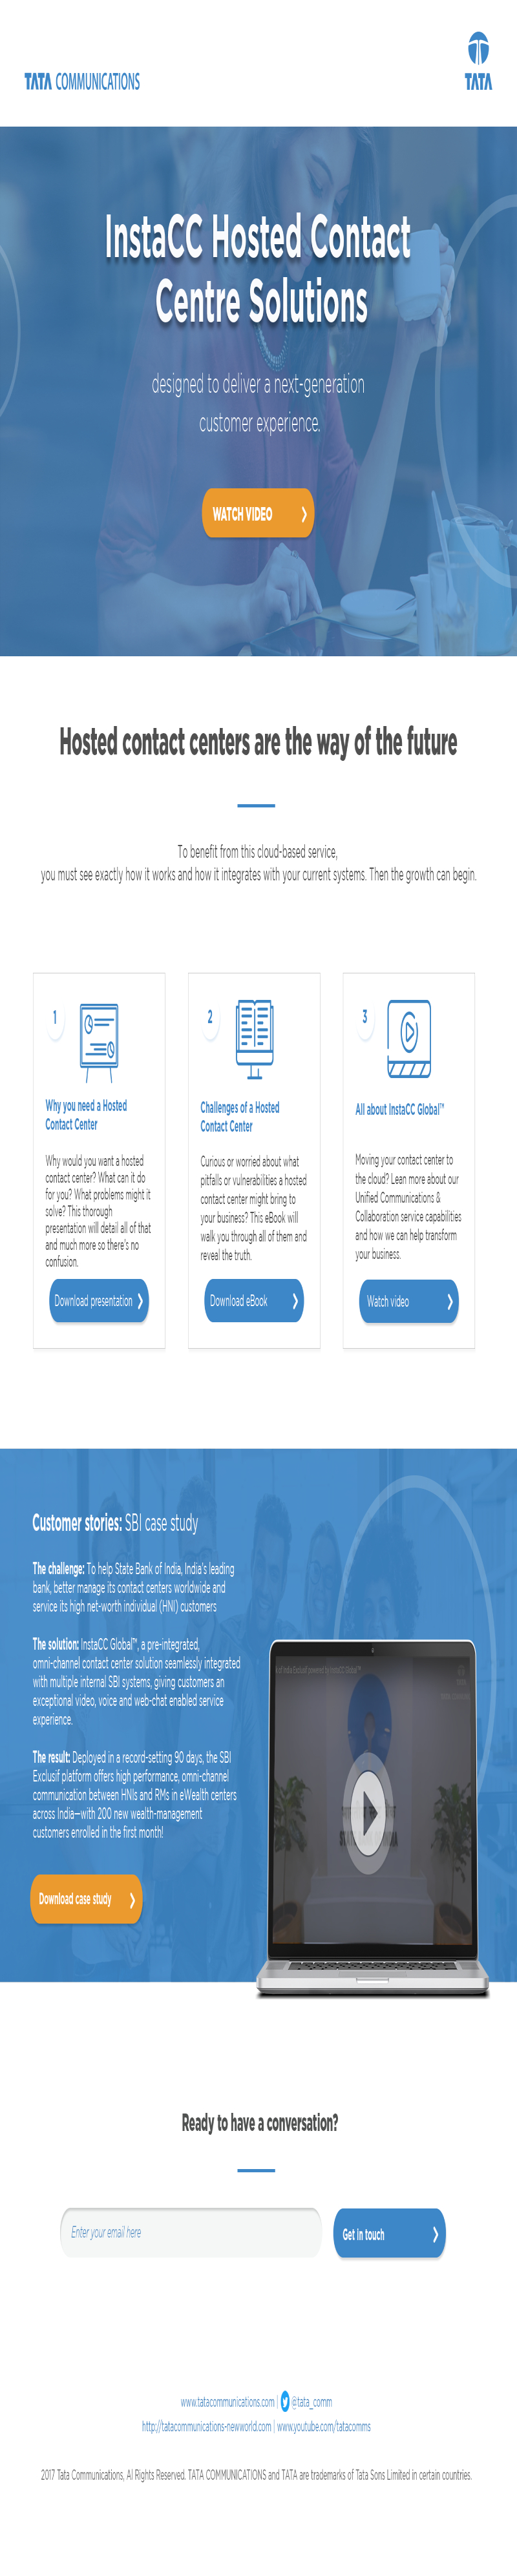 TATA COMMUNICATIONS
TATA
InstaCC Hosted Contact
Centre Solutions
designed to deliver a next-generation
customer experience.
WATCH VIDEO
Hosted contact centers are the way of the future
To benefit from this cloud-based service,
you must see exactly how it works and how it integrates with your current systems. Then the growth can begin.
1
Why you need a Hosted
Contact Center
Why would you want a hosted
contact center? What can it do
for you? What problems might it
solve? This thorough
presentation will detail all of that
and much more so there's no
confusion.
Download presentation
2
Challenges of a Hosted
Contact Center
Curious or worried about what
pitfalls or vulnerabilities a hosted
contact center might bring to
your business? This eBook will
walk you through all of them and
reveal the truth.
Download eBook
3
All about InstaCC Global™
Moving your contact center to
the cloud? Lean more about our
Unified Communications &
Collaboration service capabilities
and how we can help transform
your business.
Watch video
Customer stories: SBI case study
The challenge: To help State Bank of India, India's leading
bank, better manage its contact centers worldwide and
service its high net-worth individual (HNI) customers
The solution: InstaCC Global™, a pre-integrated,
omni-channel contact center solution seamlessly integrated
with multiple internal SBI systems, giving customers an
exceptional video, voice and web-chat enabled service
experience.
The result: Deployed in a record-setting 90 days, the SBI
Exclusif platform offers high performance, omni-channel
communication between HNIs and RMs in eWealth centers
across India—with 200 new wealth-management
customers enrolled in the first month!
Download case study
Ready to have a conversation?
Enter your email here
Get in touch
www.tatacommunications.com | @tata_comm
http://tatacommunications-newworld.com | www.youtube.com/tatacomms
2017 Tata Communications, Al Rights Reserved. TATA COMMUNICATIONS and TATA are trademarks of Tata Sons Limited in certain countries.